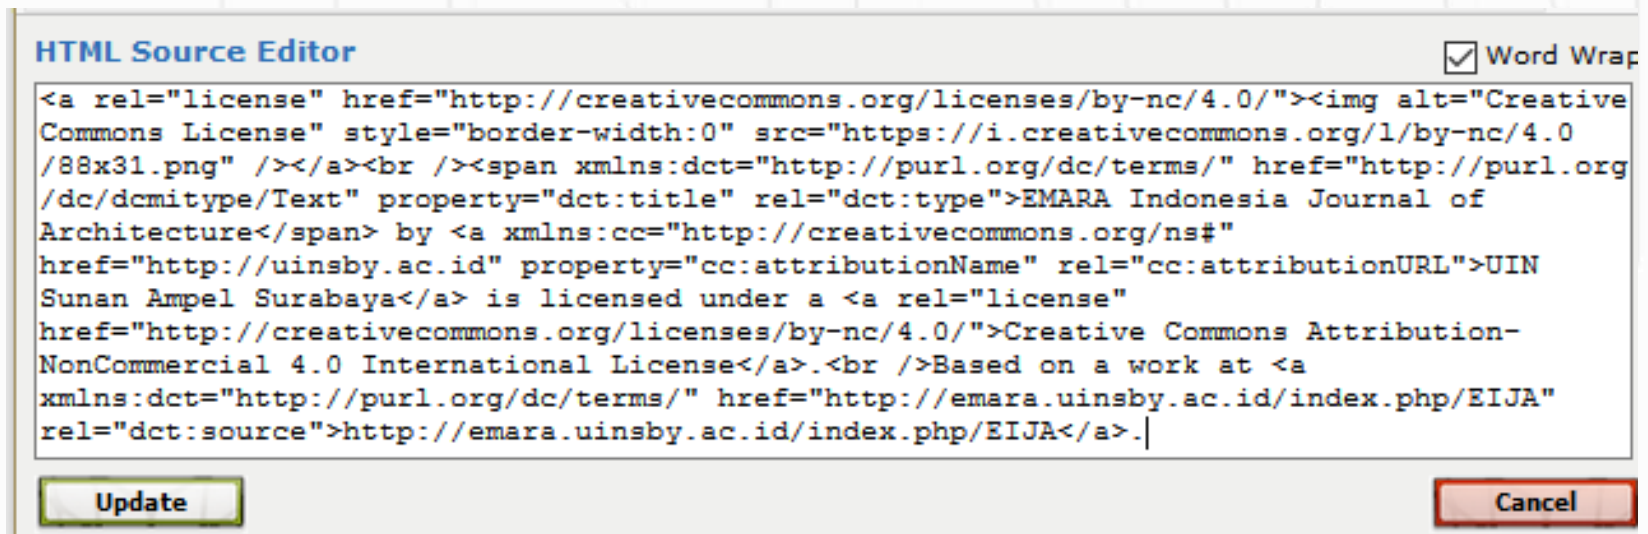 HTML Source Editor
Word Wrap
<a rel="license" href="http://creativecommons.org/licenses/by-nc/4.0/"><img alt="Creative
Commons License" style="border-width:0" src="https://i.creativecommons.org/l/by-nc/4.0
/88x31.png" /></a><br /><span xmlns:dct="http://purl.org/dc/terms/" href="http://purl.org
/dc/dcmitype/Text" property="dct:title" rel="dct:type">EMARA Indonesia Journal of
Architecture</span> by <a xmlns:cc="http://creativecommons.org/ns#"
href="http://uinsby.ac.id" property="cc:attributionName" rel="cc:attributionURL">UIN
Sunan Ampel Surabaya</a> is licensed under a <a rel="license"
href="http://creativecommons.org/licenses/by-nc/4.0/">Creative Commons Attribution-
NonCommercial 4.0 International License</a>.<br />Based on a work at <a
xmlns:dct="http://purl.org/dc/terms/" href="http://emara.uinsby.ac.id/index.php/EIJA"
rel="dct:source">http://emara.uinsby.ac.id/index.php/EIJA</a>.
Update
Cancel